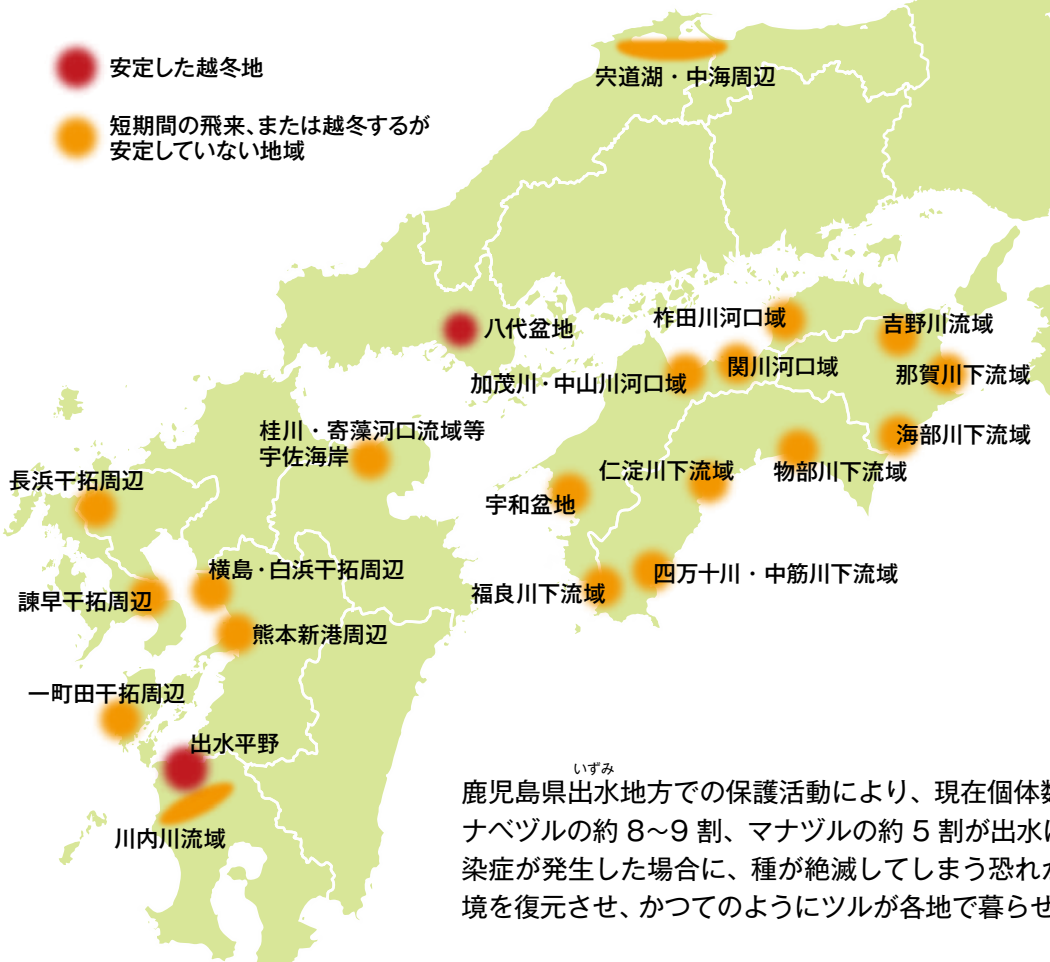 安定した越冬地
短期間の飛来、または越冬するが
安定していない地域
宍道湖・中海周辺
八代盆地
柞田川河口域
吉野川流域
関川河口域
那賀川下流域
加茂川・中山川河口域
海部川下流域
桂川・寄藻河口流域等
宇佐海岸
仁淀川下流域
物部川下流域
長浜干拓周辺
宇和盆地
横島・白浜干拓周辺
四万十川・中筋川下流域
福良川下流域
諫早干拓周辺
熊本新港周辺
一町田干拓周辺
出水平野
川内川流域
いずみ
鹿児島県出水地方での保護活動により、現在個体数
ナベヅルの約 8〜9 割、マナヅルの約 5 割が出水に
染症が発生した場合に、種が絶滅してしまう恐れが
境を復元させ、かつてのようにツルが各地で暮らせ